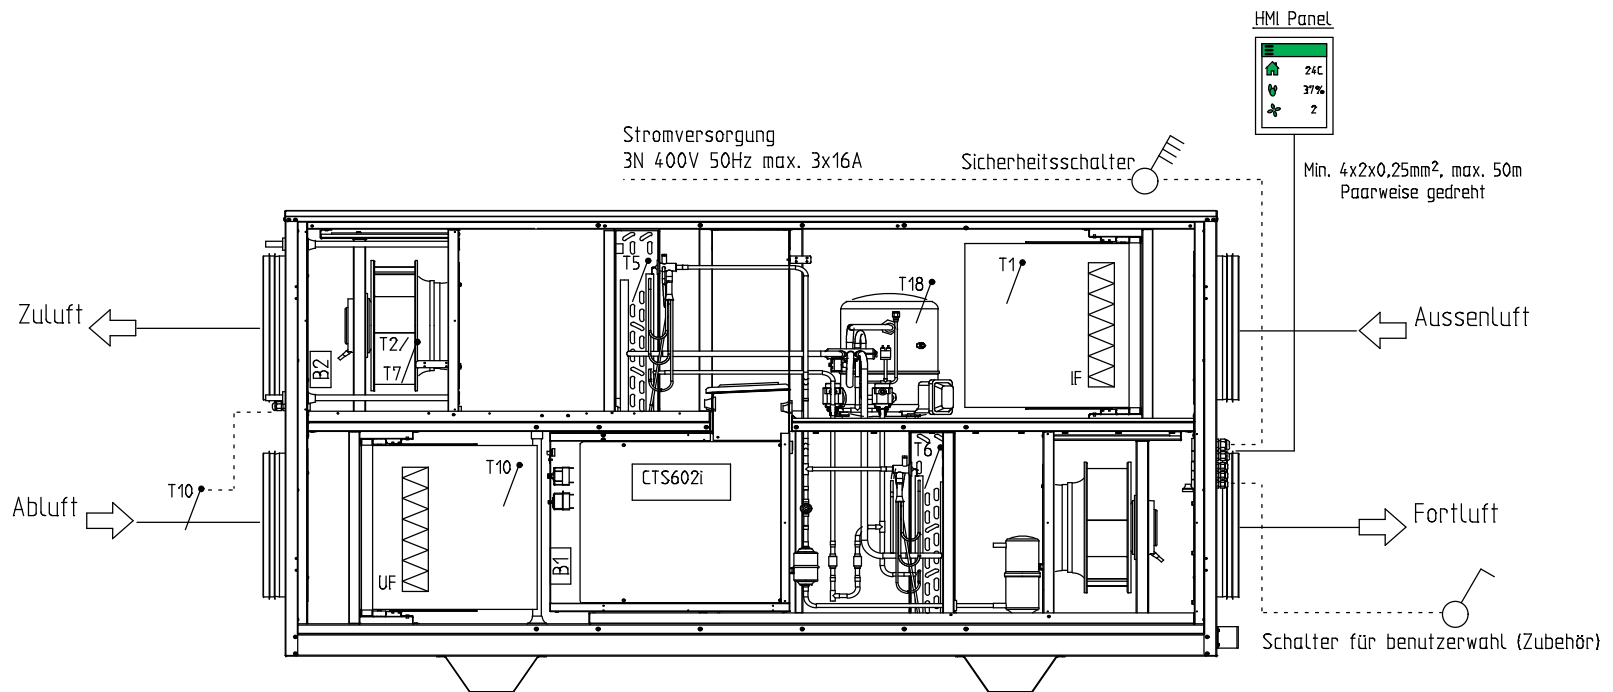 HMI Panel
24C
37%
2
Stromversorgung
3N 400V 50Hz max. 3x16A
Sicherheitsschalter
Min. 4x2x0,25mm², max. 50m
Paarweise gedreht
T5
T18
T1
Zuluft
Aussenluft
T2/
T7
B2
IF
T10
T10
CTS602i
T6
Abluft
Fortluft
B1
UF
Schalter für benutzerwahl (Zubehör)